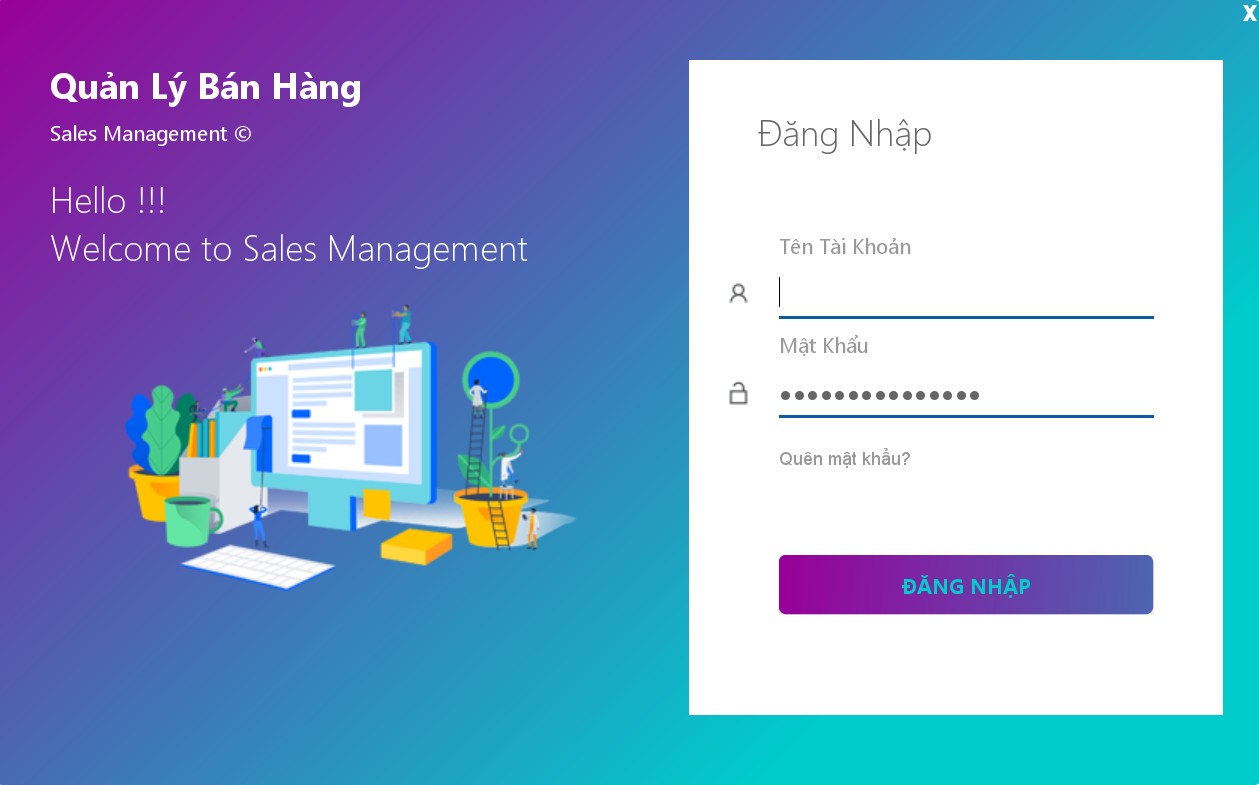 X
Quản Lý Bán Hàng
Sales Management ©
Hello !!!
Welcome to Sales Management
Đăng Nhập
Tên Tài Khoản
Mật Khẩu
Quên mật khẩu?
ĐĂNG NHẬP